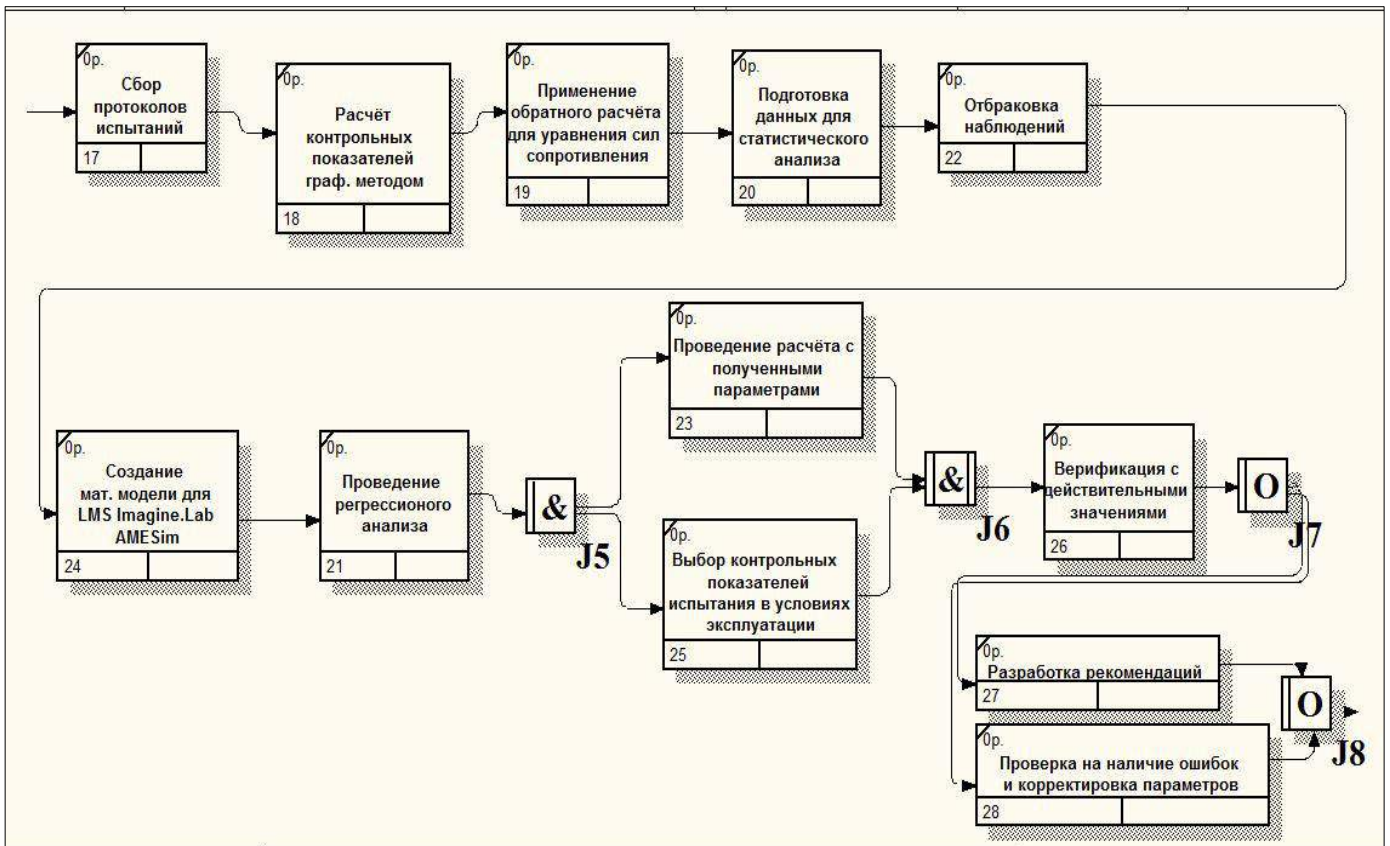 0р.
Сбор
протоколов
испытаний
17
0р.
Расчёт
контрольных
показателей
граф. методом
18
0р.
Применение
обратного расчёта
для уравнения сил
сопротивления
19
0р.
Подготовка
данных для
статистического
анализа
20
0р.
Отбраковка
наблюдений
22
0р.
Создание
мат. модели для
LMS Imagine.Lab
AMESim
24
0р.
Проведение
регрессионого
анализа
21
&
J5
0р.
Проведение расчёта с
полученными
параметрами
23
0р.
Выбор контрольных
показателей
испытания в условиях
эксплуатации
25
&
J6
0р.
Верификация с
действительными
значениями
26
O
J7
0р.
Разработка рекомендаций
27
0р.
Проверка на наличие ошибок
и корректировка параметров
28
O
J8